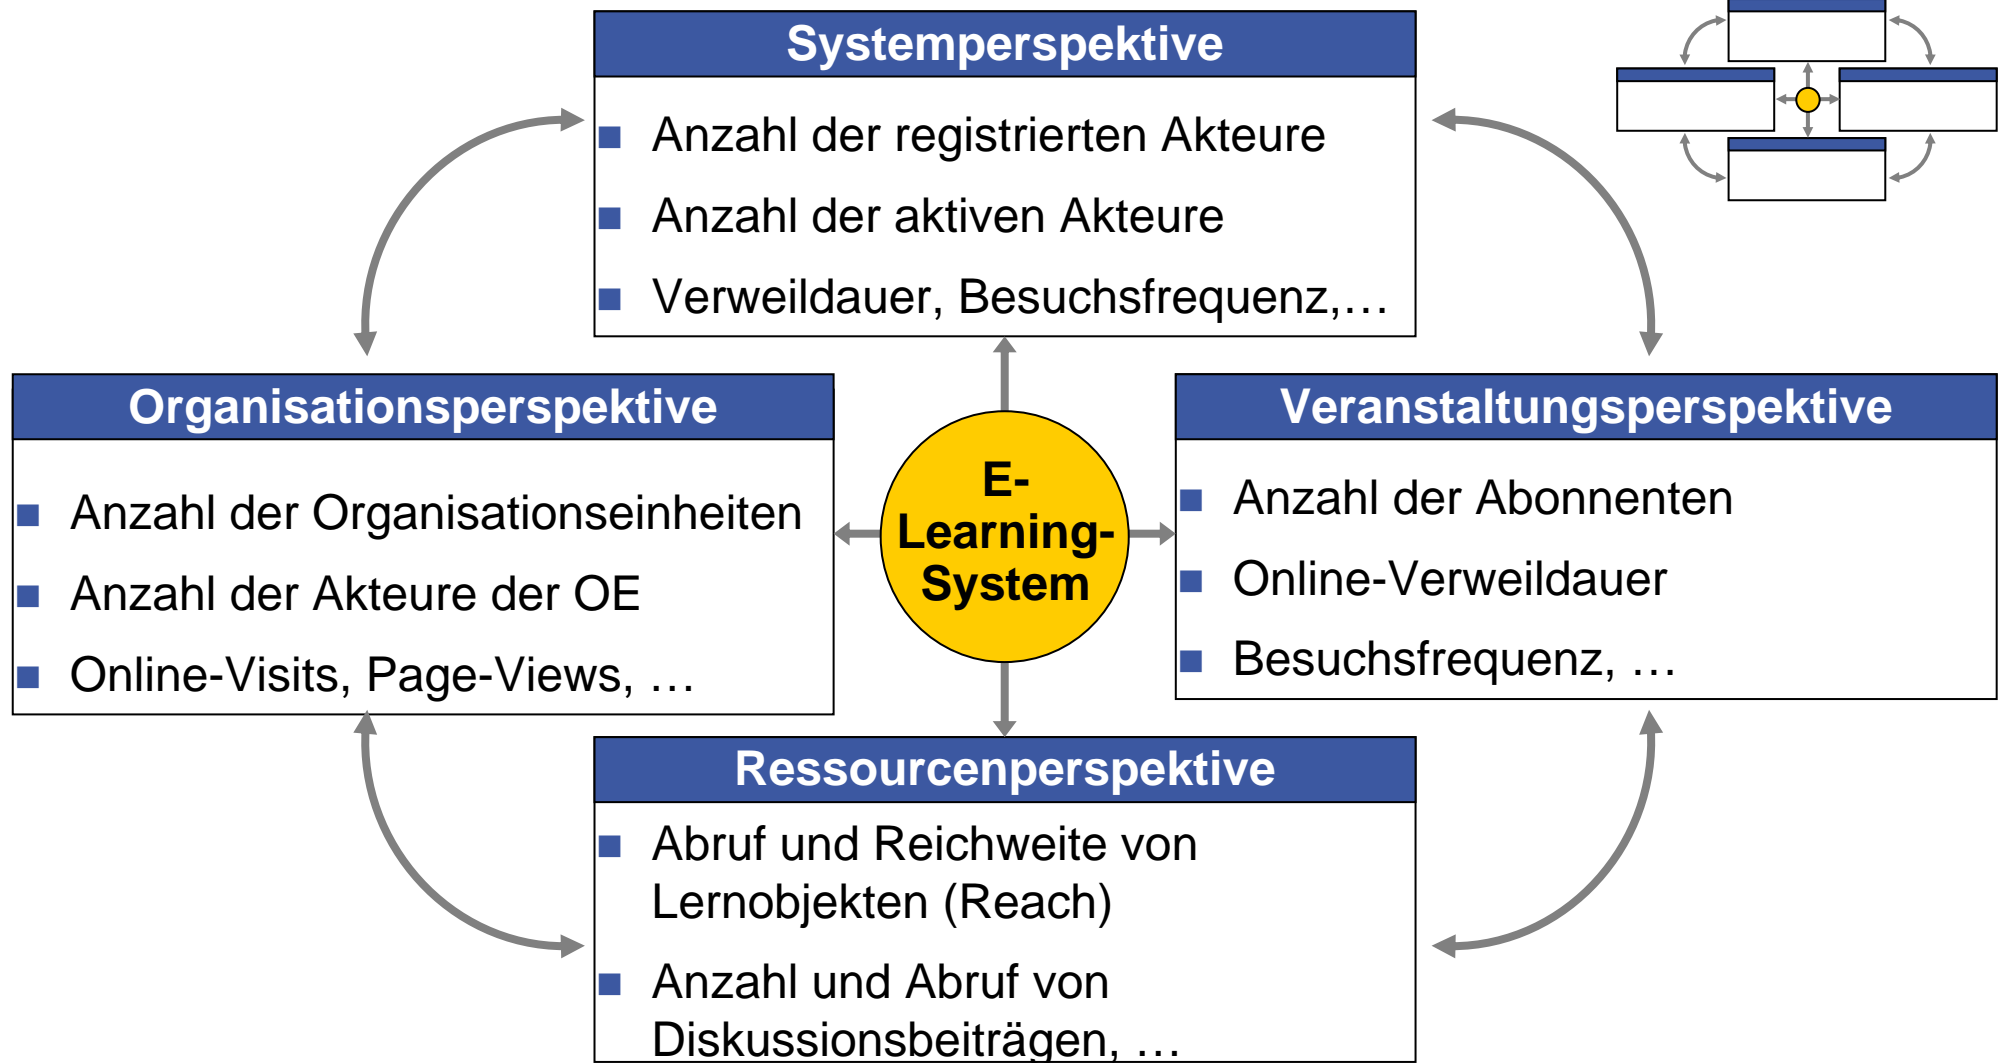 Systemperspektive
Anzahl der registrierten Akteure
Anzahl der aktiven Akteure
Verweildauer, Besuchsfrequenz,…
Organisationsperspektive
Anzahl der Organisationseinheiten
Anzahl der Akteure der OE
Online-Visits, Page-Views, …
E-
Learning-
System
Veranstaltungsperspektive
Anzahl der Abonnenten
Online-Verweildauer
Besuchsfrequenz, …
Ressourcenperspektive
Abruf und Reichweite von
Lernobjekten (Reach)
Anzahl und Abruf von
Diskussionsbeiträgen, …